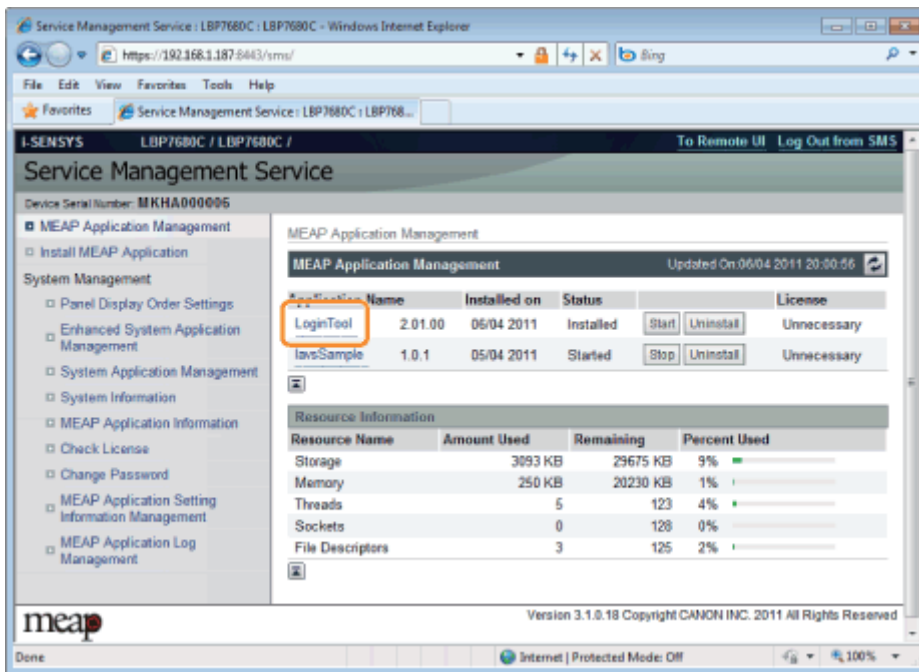 Service Management Service : LBP7680C : LBP7680C - Windows Internet Explorer
https://192.168.1.187:8443/sms/
Bing
File Edit View Favorites Tools Help
Favorites
Service Management Service : LBP7680C : LBP768...
i-SENSYS LBP7680C / LBP7680C / To Remote UI Log Out from SMS
Service Management Service
Device Serial Number: MKHA000006
MEAP Application Management
Install MEAP Application
System Management
Panel Display Order Settings
Enhanced System Application
Management
System Application Management
System Information
MEAP Application Information
Check License
Change Password
MEAP Application Setting
Information Management
MEAP Application Log
Management
meap
MEAP Application Management
MEAP Application Management Updated On:06/04 2011 20:00:56
Application Name Installed on Status License
LoginTool 2.01.00 06/04 2011 Installed Start Uninstall Unnecessary
IavsSample 1.0.1 05/04 2011 Started Stop Uninstall Unnecessary
Resource Information
Resource Name Amount Used Remaining Percent Used
Storage 3093 KB 29675 KB 9%
Memory 250 KB 20230 KB 1%
Threads 5 123 4%
Sockets 0 128 0%
File Descriptors 3 125 2%
Version 3.1.0.18 Copyright CANON INC. 2011 All Rights Reserved
Done Internet | Protected Mode: Off 100%